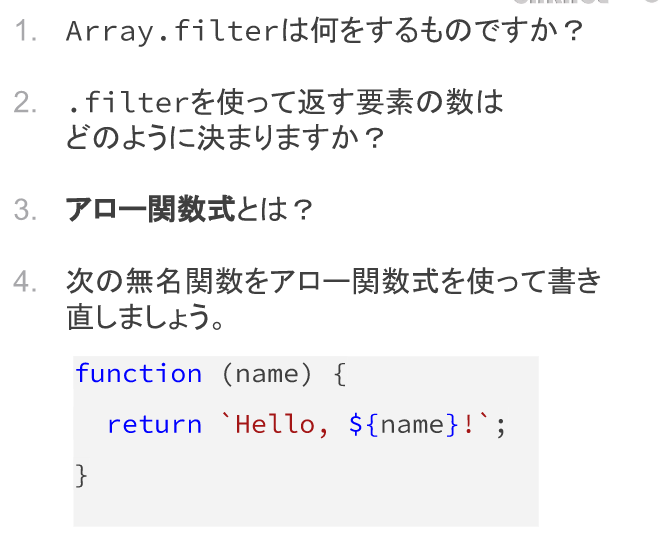 1. Array.filterは何をするものですか？
2. .filterを使って返す要素の数は
どのように決まりますか？
3. アロー関数式とは？
4. 次の無名関数をアロー関数式を使って書き
直しましょう。
function (name) {
  return `Hello, ${name}!`;
}